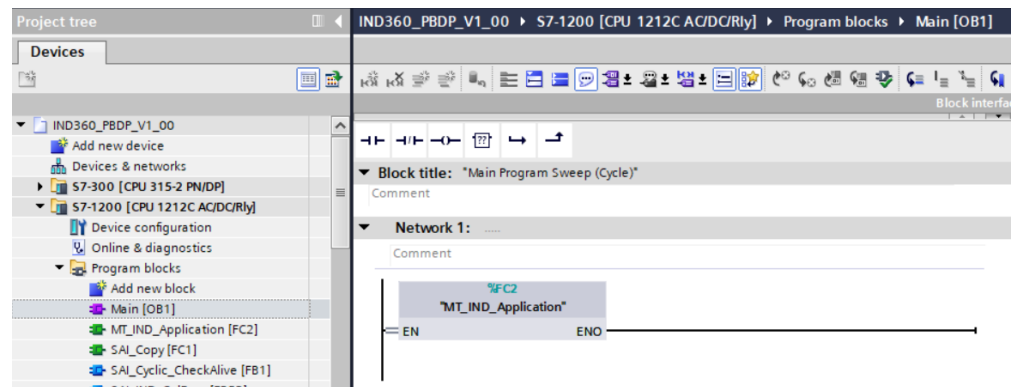 Project tree
IND360_PBDP_V1_00 S7-1200 [CPU 1212C AC/DC/Rly] Program blocks Main [OB1]
Devices
Block interfa
IND360_PBDP_V1_00
Add new device
Devices & networks
S7-300 [CPU 315-2 PN/DP]
S7-1200 [CPU 1212C AC/DC/Rly]
Device configuration
Online & diagnostics
Program blocks
Add new block
Main [OB1]
MT_IND_Application [FC2]
SAI_Copy [FC1]
SAI_Cyclic_CheckAlive [FB1]
??
Block title: "Main Program Sweep (Cycle)"
Comment
Network 1: .....
Comment
%FC2
"MT_IND_Application"
EN ENO